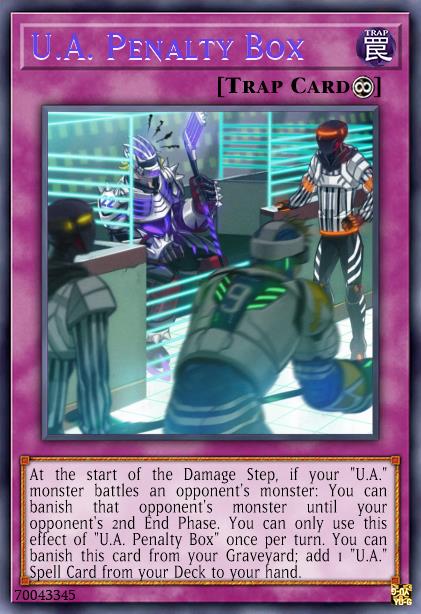 U.A. Penalty Box
TRAP
罠
[Trap Card]
9
At the start of the Damage Step, if your "U.A."
monster battles an opponent's monster: You can
banish that opponent's monster until your
opponent's 2nd End Phase. You can only use this
effect of "U.A. Penalty Box" once per turn. You can
banish this card from your Graveyard; add 1 "U.A."
Spell Card from your Deck to your hand.
70043345